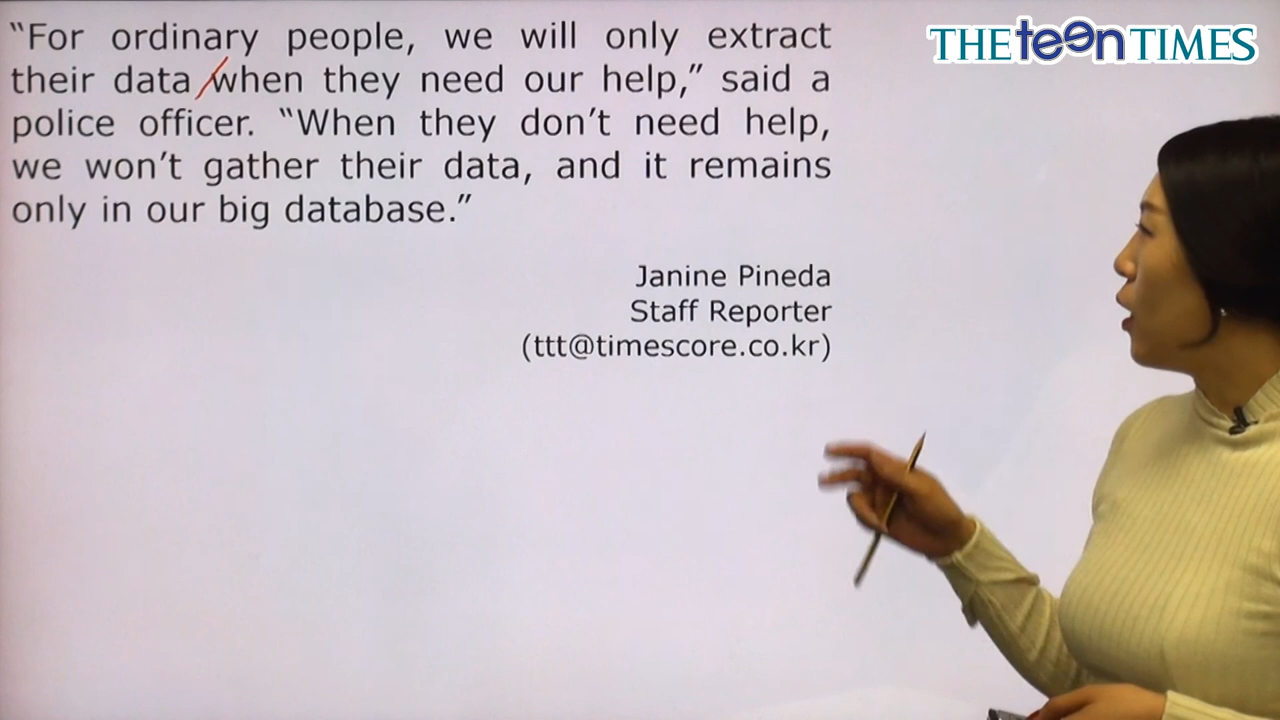 "For ordinary people, we will only extract
their data when they need our help," said a
police officer. "When they don't need help,
we won't gather their data, and it remains
only in our big database."
Janine Pineda
Staff Reporter
(ttt@timescore.co.kr)
THE teen TIMES